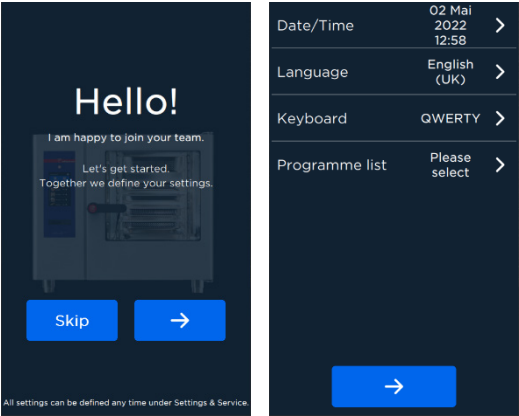 Hello!
I am happy to join your team.
Let's get started.
Together we define your settings.
Skip
All settings can be defined any time under Settings & Service.
Date/Time
02 Mai
2022
12:58
Language
English
(UK)
Keyboard
QWERTY
Programme list
Please
select